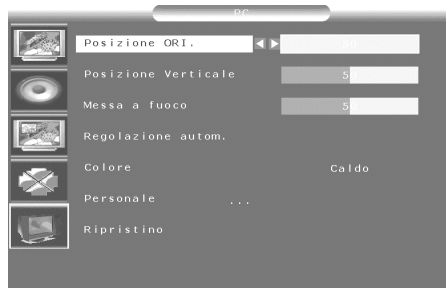 PC
Posizione ORI. 50
Posizione Verticale 50
Messa a fuoco 50
Regolazione autom.
Colore Caldo
Personale ...
Ripristino